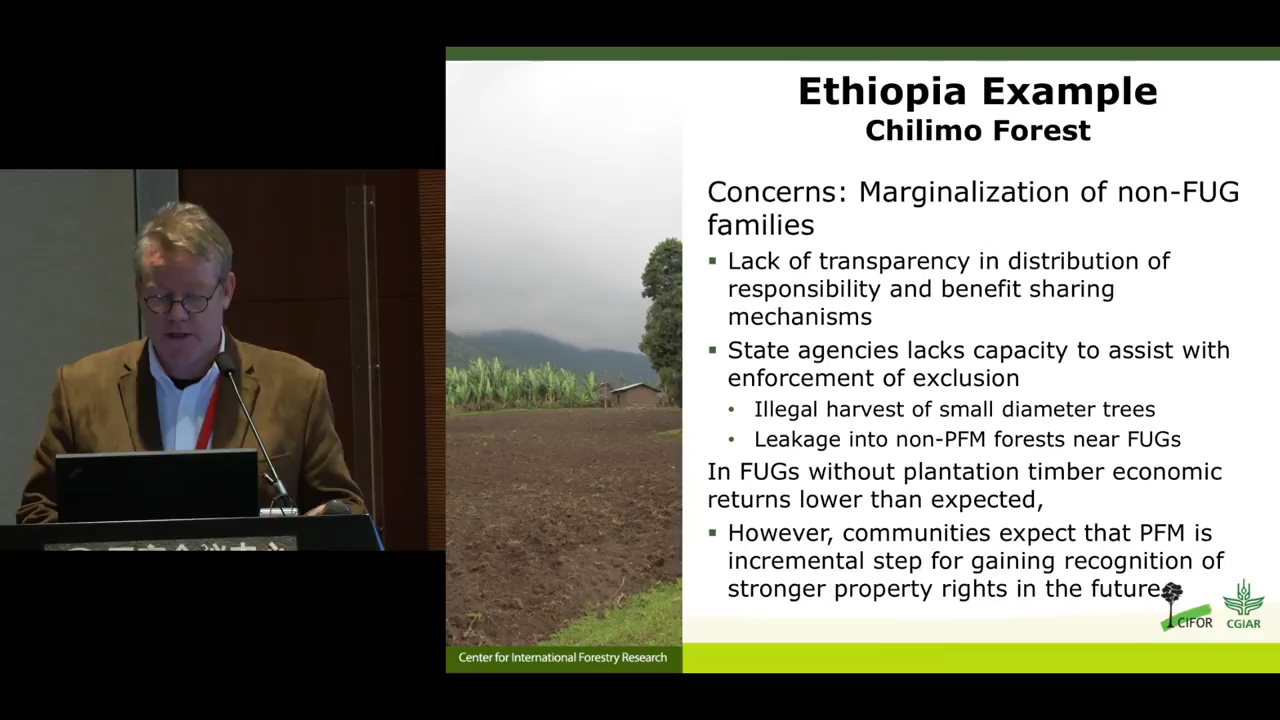 Ethiopia Example
Chilimo Forest
Concerns: Marginalization of non-FUG
families
▪ Lack of transparency in distribution of
responsibility and benefit sharing
mechanisms
▪ State agencies lacks capacity to assist with
enforcement of exclusion
• Illegal harvest of small diameter trees
• Leakage into non-PFM forests near FUGs
In FUGs without plantation timber economic
returns lower than expected,
▪ However, communities expect that PFM is
incremental step for gaining recognition of
stronger property rights in the future
CIFOR
CGIAR
Center for International Forestry Research